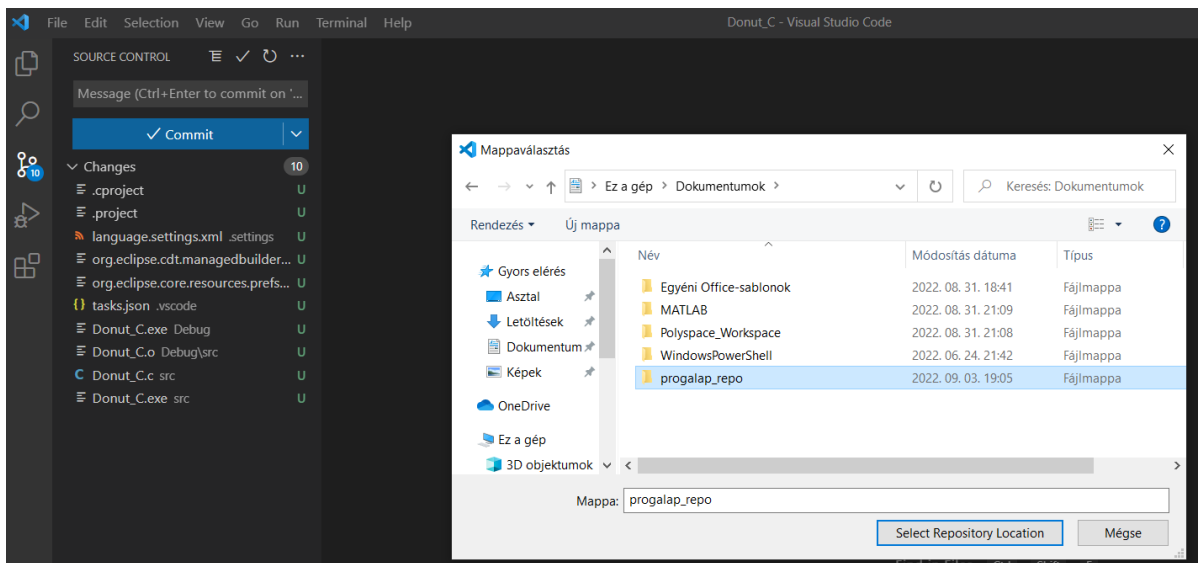 File Edit Selection View Go Run Terminal Help
Donut_C - Visual Studio Code
SOURCE CONTROL
Message (Ctrl+Enter to commit on '...
Commit
Changes 10
.cproject U
.project U
language.settings.xml .settings U
org.eclipse.cdt.managedbuilder... U
org.eclipse.core.resources.prefs... U
{} tasks.json .vscode U
Donut_C.exe Debug U
Donut_C.o Debug\src U
C Donut_C.c src U
Donut_C.exe src U
10
Mappaválasztás
Ez a gép > Dokumentumok >
Keresés: Dokumentumok
Rendezés Új mappa
Gyors elérés
Asztal
Letöltések
Dokumentum
Képek
OneDrive
Ez a gép
3D objektumok
Név Módosítás dátuma Típus
Egyéni Office-sablonok 2022. 08. 31. 18:41 Fájlmappa
MATLAB 2022. 08. 31. 21:09 Fájlmappa
Polyspace_Workspace 2022. 08. 31. 21:08 Fájlmappa
WindowsPowerShell 2022. 06. 24. 21:42 Fájlmappa
progalap_repo 2022. 09. 03. 19:05 Fájlmappa
Mappa: progalap_repo
Select Repository Location Mégse